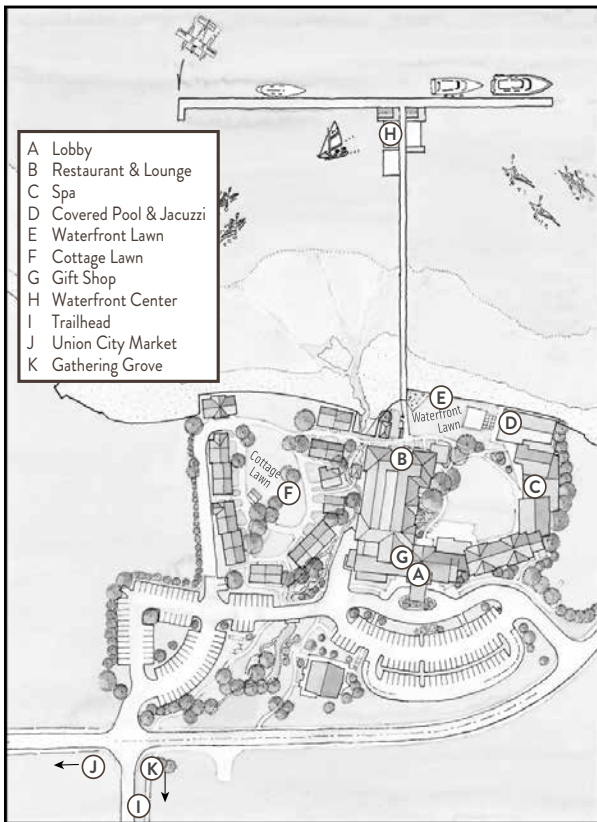 H
A Lobby
B Restaurant & Lounge
C Spa
D Covered Pool & Jacuzzi
E Waterfront Lawn
F Cottage Lawn
G Gift Shop
H Waterfront Center
I Trailhead
J Union City Market
K Gathering Grove
E
Waterfront
Lawn
D
B
Cottage
Lawn
F
C
G
A
J
K
I